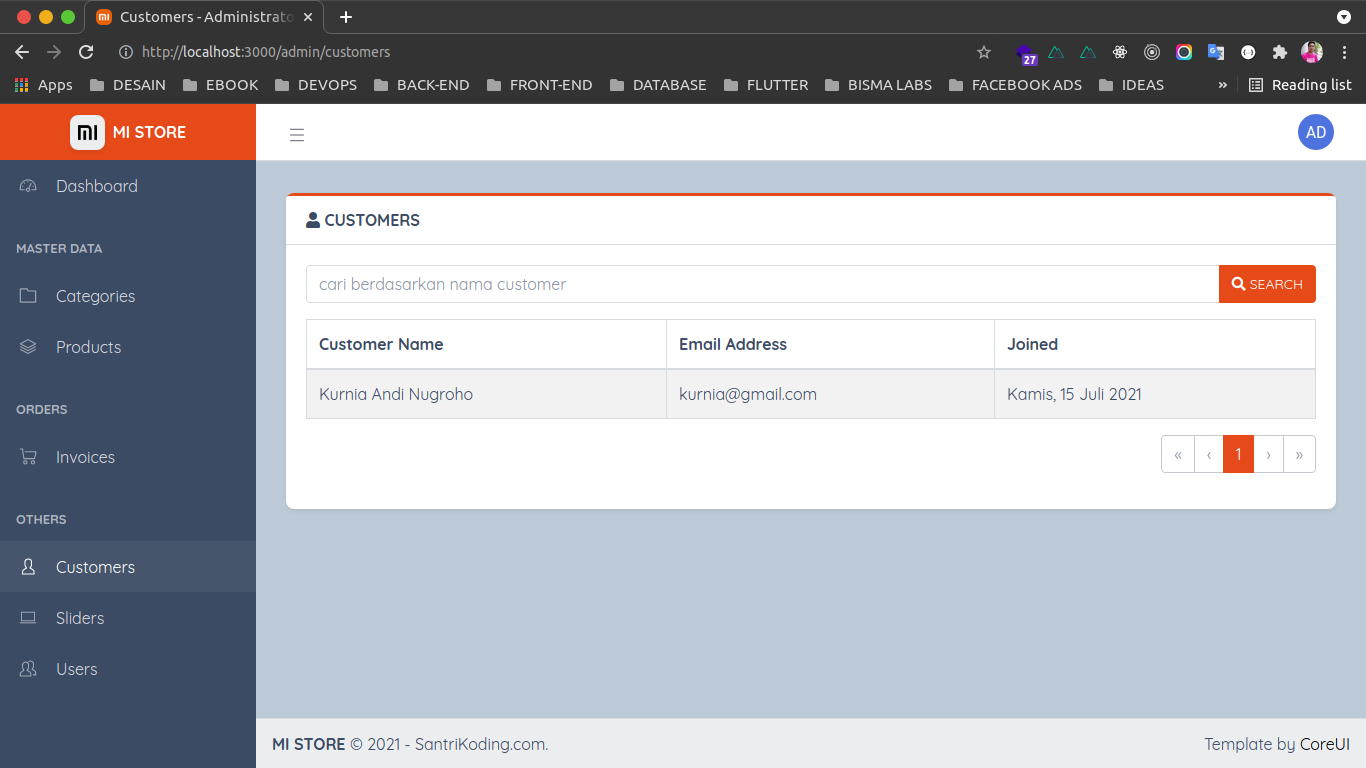 Customers - Administrato
http://localhost:3000/admin/customers
27
Apps DESAIN EBOOK DEVOPS BACK-END FRONT-END DATABASE FLUTTER BISMA LABS FACEBOOK ADS IDEAS » Reading list
MI STORE
AD
Dashboard
MASTER DATA
Categories
Products
ORDERS
Invoices
OTHERS
Customers
Sliders
Users
CUSTOMERS
cari berdasarkan nama customer SEARCH
Customer Name Email Address Joined
Kurnia Andi Nugroho kurnia@gmail.com Kamis, 15 Juli 2021
« ‹ 1 › »
MI STORE © 2021 - SantriKoding.com. Template by CoreUI